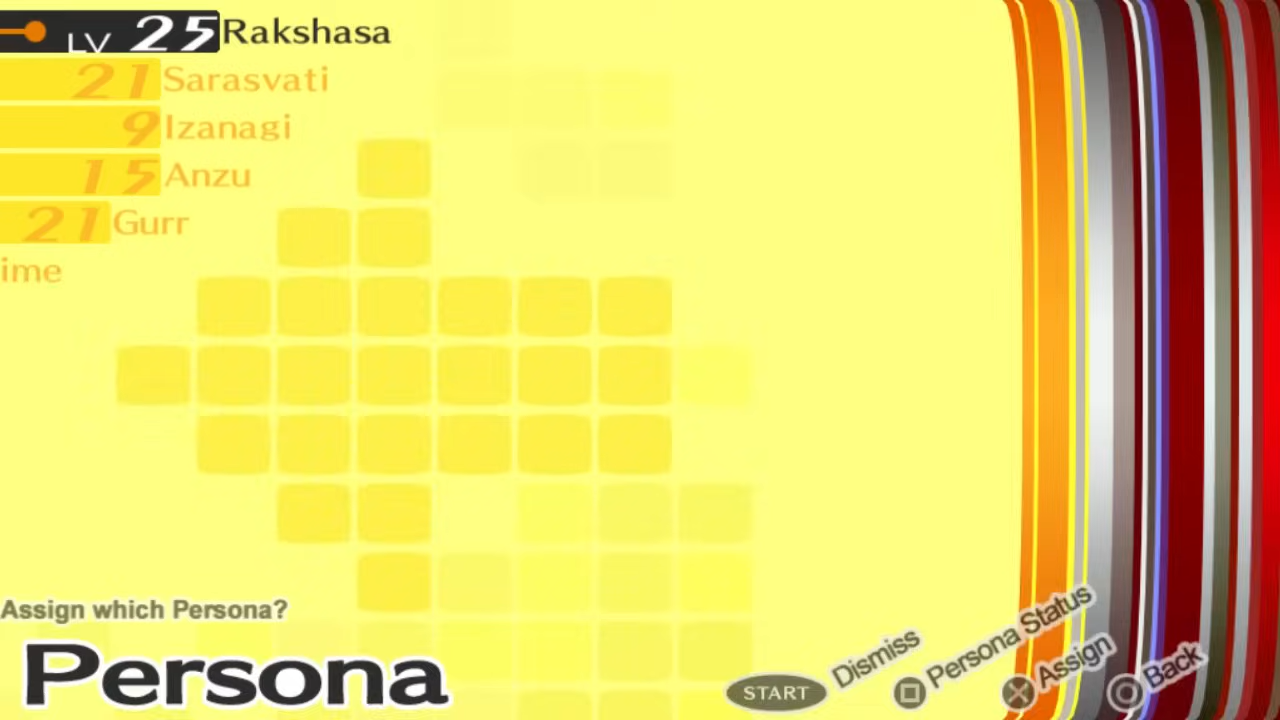 LV 25 Rakshasa
21 Sarasvati
9 Izanagi
15 Anzu
21 Gurr
ime
Assign which Persona?
Persona
START Dismiss
Persona Status
Assign
Back